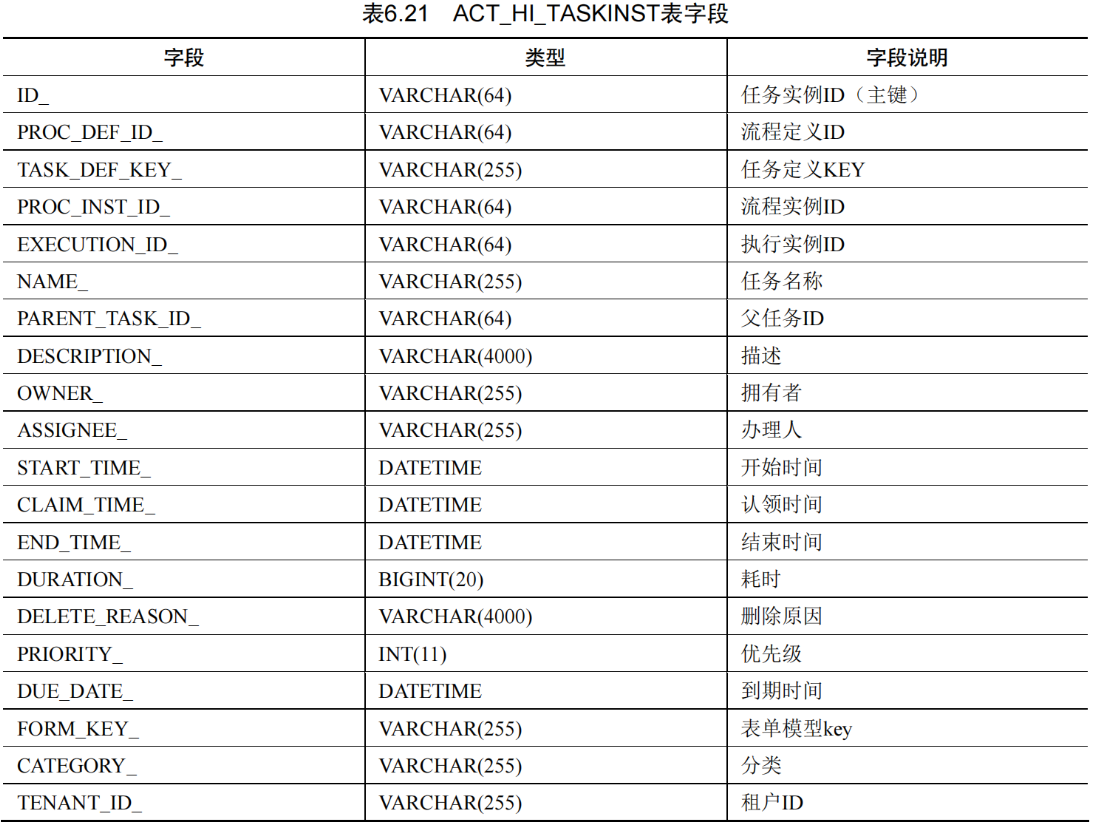 表6.21 ACT_HI_TASKINST表字段
字段 类型 字段说明
ID_ VARCHAR(64) 任务实例ID（主键）
PROC_DEF_ID_ VARCHAR(64) 流程定义ID
TASK_DEF_KEY_ VARCHAR(255) 任务定义KEY
PROC_INST_ID_ VARCHAR(64) 流程实例ID
EXECUTION_ID_ VARCHAR(64) 执行实例ID
NAME_ VARCHAR(255) 任务名称
PARENT_TASK_ID_ VARCHAR(64) 父任务ID
DESCRIPTION_ VARCHAR(4000) 描述
OWNER_ VARCHAR(255) 拥有者
ASSIGNEE_ VARCHAR(255) 办理人
START_TIME_ DATETIME 开始时间
CLAIM_TIME_ DATETIME 认领时间
END_TIME_ DATETIME 结束时间
DURATION_ BIGINT(20) 耗时
DELETE_REASON_ VARCHAR(4000) 删除原因
PRIORITY_ INT(11) 优先级
DUE_DATE_ DATETIME 到期时间
FORM_KEY_ VARCHAR(255) 表单模型key
CATEGORY_ VARCHAR(255) 分类
TENANT_ID_ VARCHAR(255) 租户ID